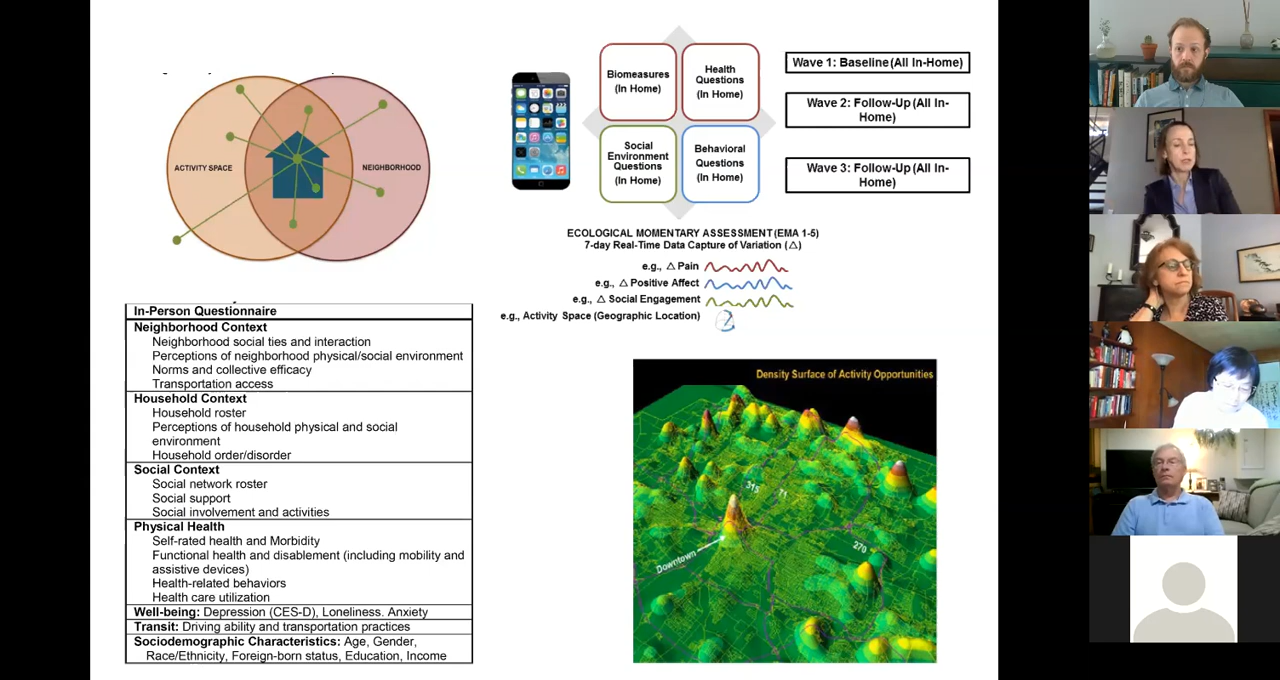 ACTIVITY SPACE
NEIGHBORHOOD
Biomeasures
(In Home)
Health
Questions
(In Home)
Social
Environment
Questions
(In Home)
Behavioral
Questions
(In Home)
Wave 1: Baseline(All In-Home)
Wave 2: Follow-Up (All In-
Home)
Wave 3: Follow-Up (All In-
Home)
ECOLOGICAL MOMENTARY ASSESSMENT (EMA 1-5)
7-day Real-Time Data Capture of Variation (△)
e.g., △ Pain
e.g., △ Positive Affect
e.g., △ Social Engagement
e.g., Activity Space (Geographic Location)
In-Person Questionnaire
Neighborhood Context
Neighborhood social ties and interaction
Perceptions of neighborhood physical/social environment
Norms and collective efficacy
Transportation access
Household Context
Household roster
Perceptions of household physical and social
environment
Household order/disorder
Social Context
Social network roster
Social support
Social involvement and activities
Physical Health
Self-rated health and Morbidity
Functional health and disablement (including mobility and
assistive devices)
Health-related behaviors
Health care utilization
Well-being: Depression (CES-D), Loneliness. Anxiety
Transit: Driving ability and transportation practices
Sociodemographic Characteristics: Age, Gender,
Race/Ethnicity, Foreign-born status, Education, Income
Density Surface of Activity Opportunities
315
71
270
Downtown